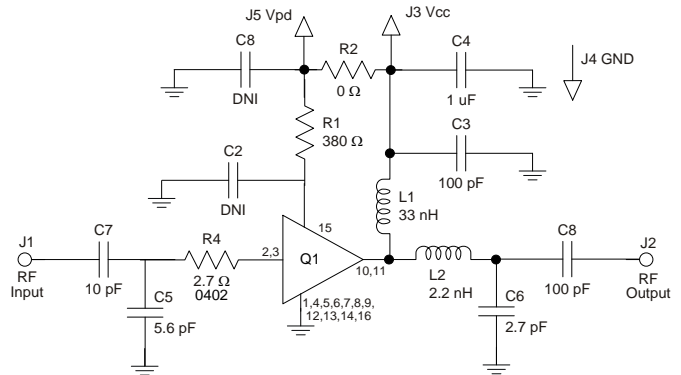 J5 Vpd
J3 Vcc
C8
R2
C4
J4 GND
DNI
0 Ω
1 uF
R1
380 Ω
C3
C2
100 pF
DNI
L1
33 nH
15
C7
J1
R4
2,3
Q1
10,11
C8
J2
RF
Input
10 pF
2.7 Ω
0402
L2
2.2 nH
100 pF
RF
Output
C5
5.6 pF
1,4,5,6,7,8,9,
12,13,14,16
C6
2.7 pF